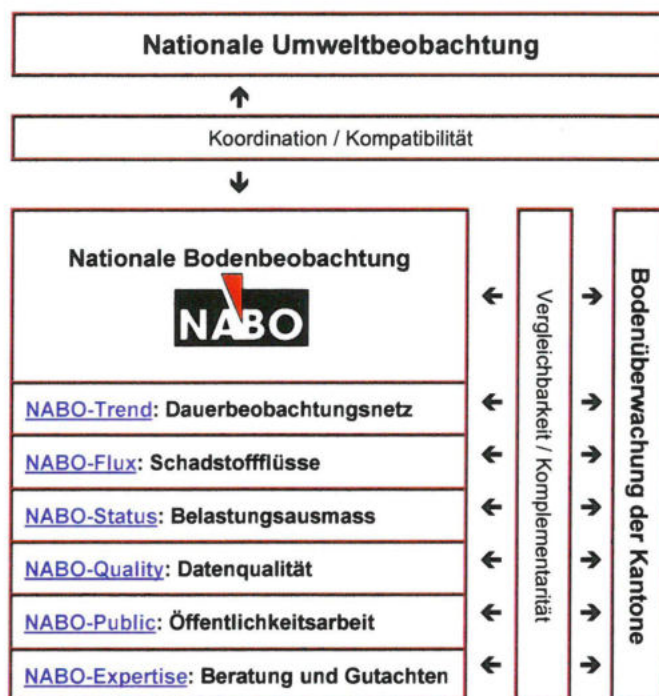 Nationale Umweltbeobachtung
Koordination / Kompatibilität
Nationale Bodenbeobachtung
NABO
NABO-Trend: Dauerbeobachtungsnetz
NABO-Flux: Schadstoffflüsse
NABO-Status: Belastungsausmass
NABO-Quality: Datenqualität
NABO-Public: Öffentlichkeitsarbeit
NABO-Expertise: Beratung und Gutachten
Vergleichbarkeit / Komplementarität
Bodenüberwachung der Kantone